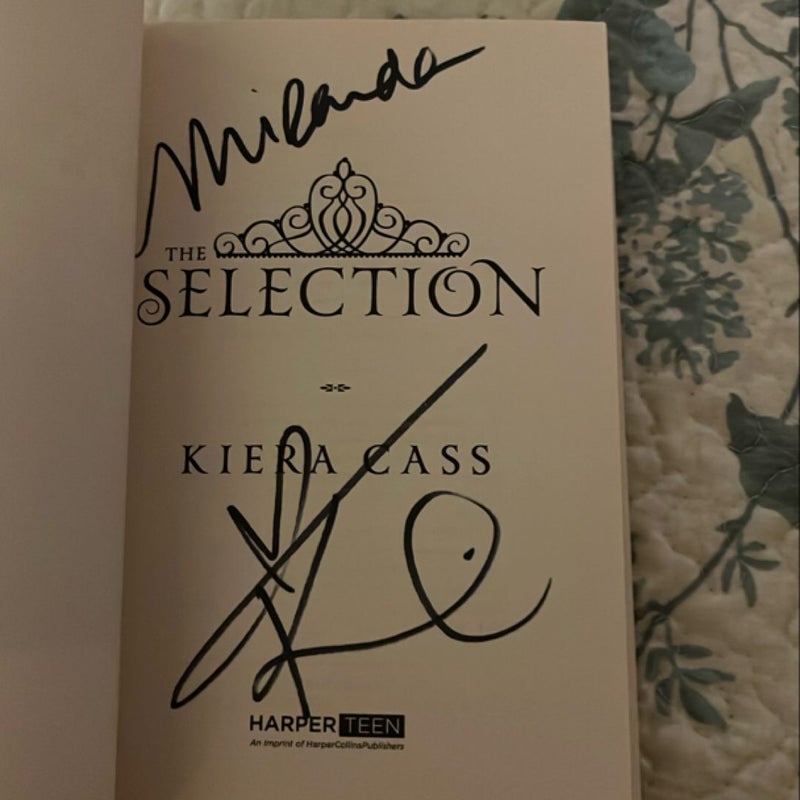 Miranda
THE
SELECTION
KIERA CASS
HARPER TEEN
An Imprint of HarperCollinsPublishers